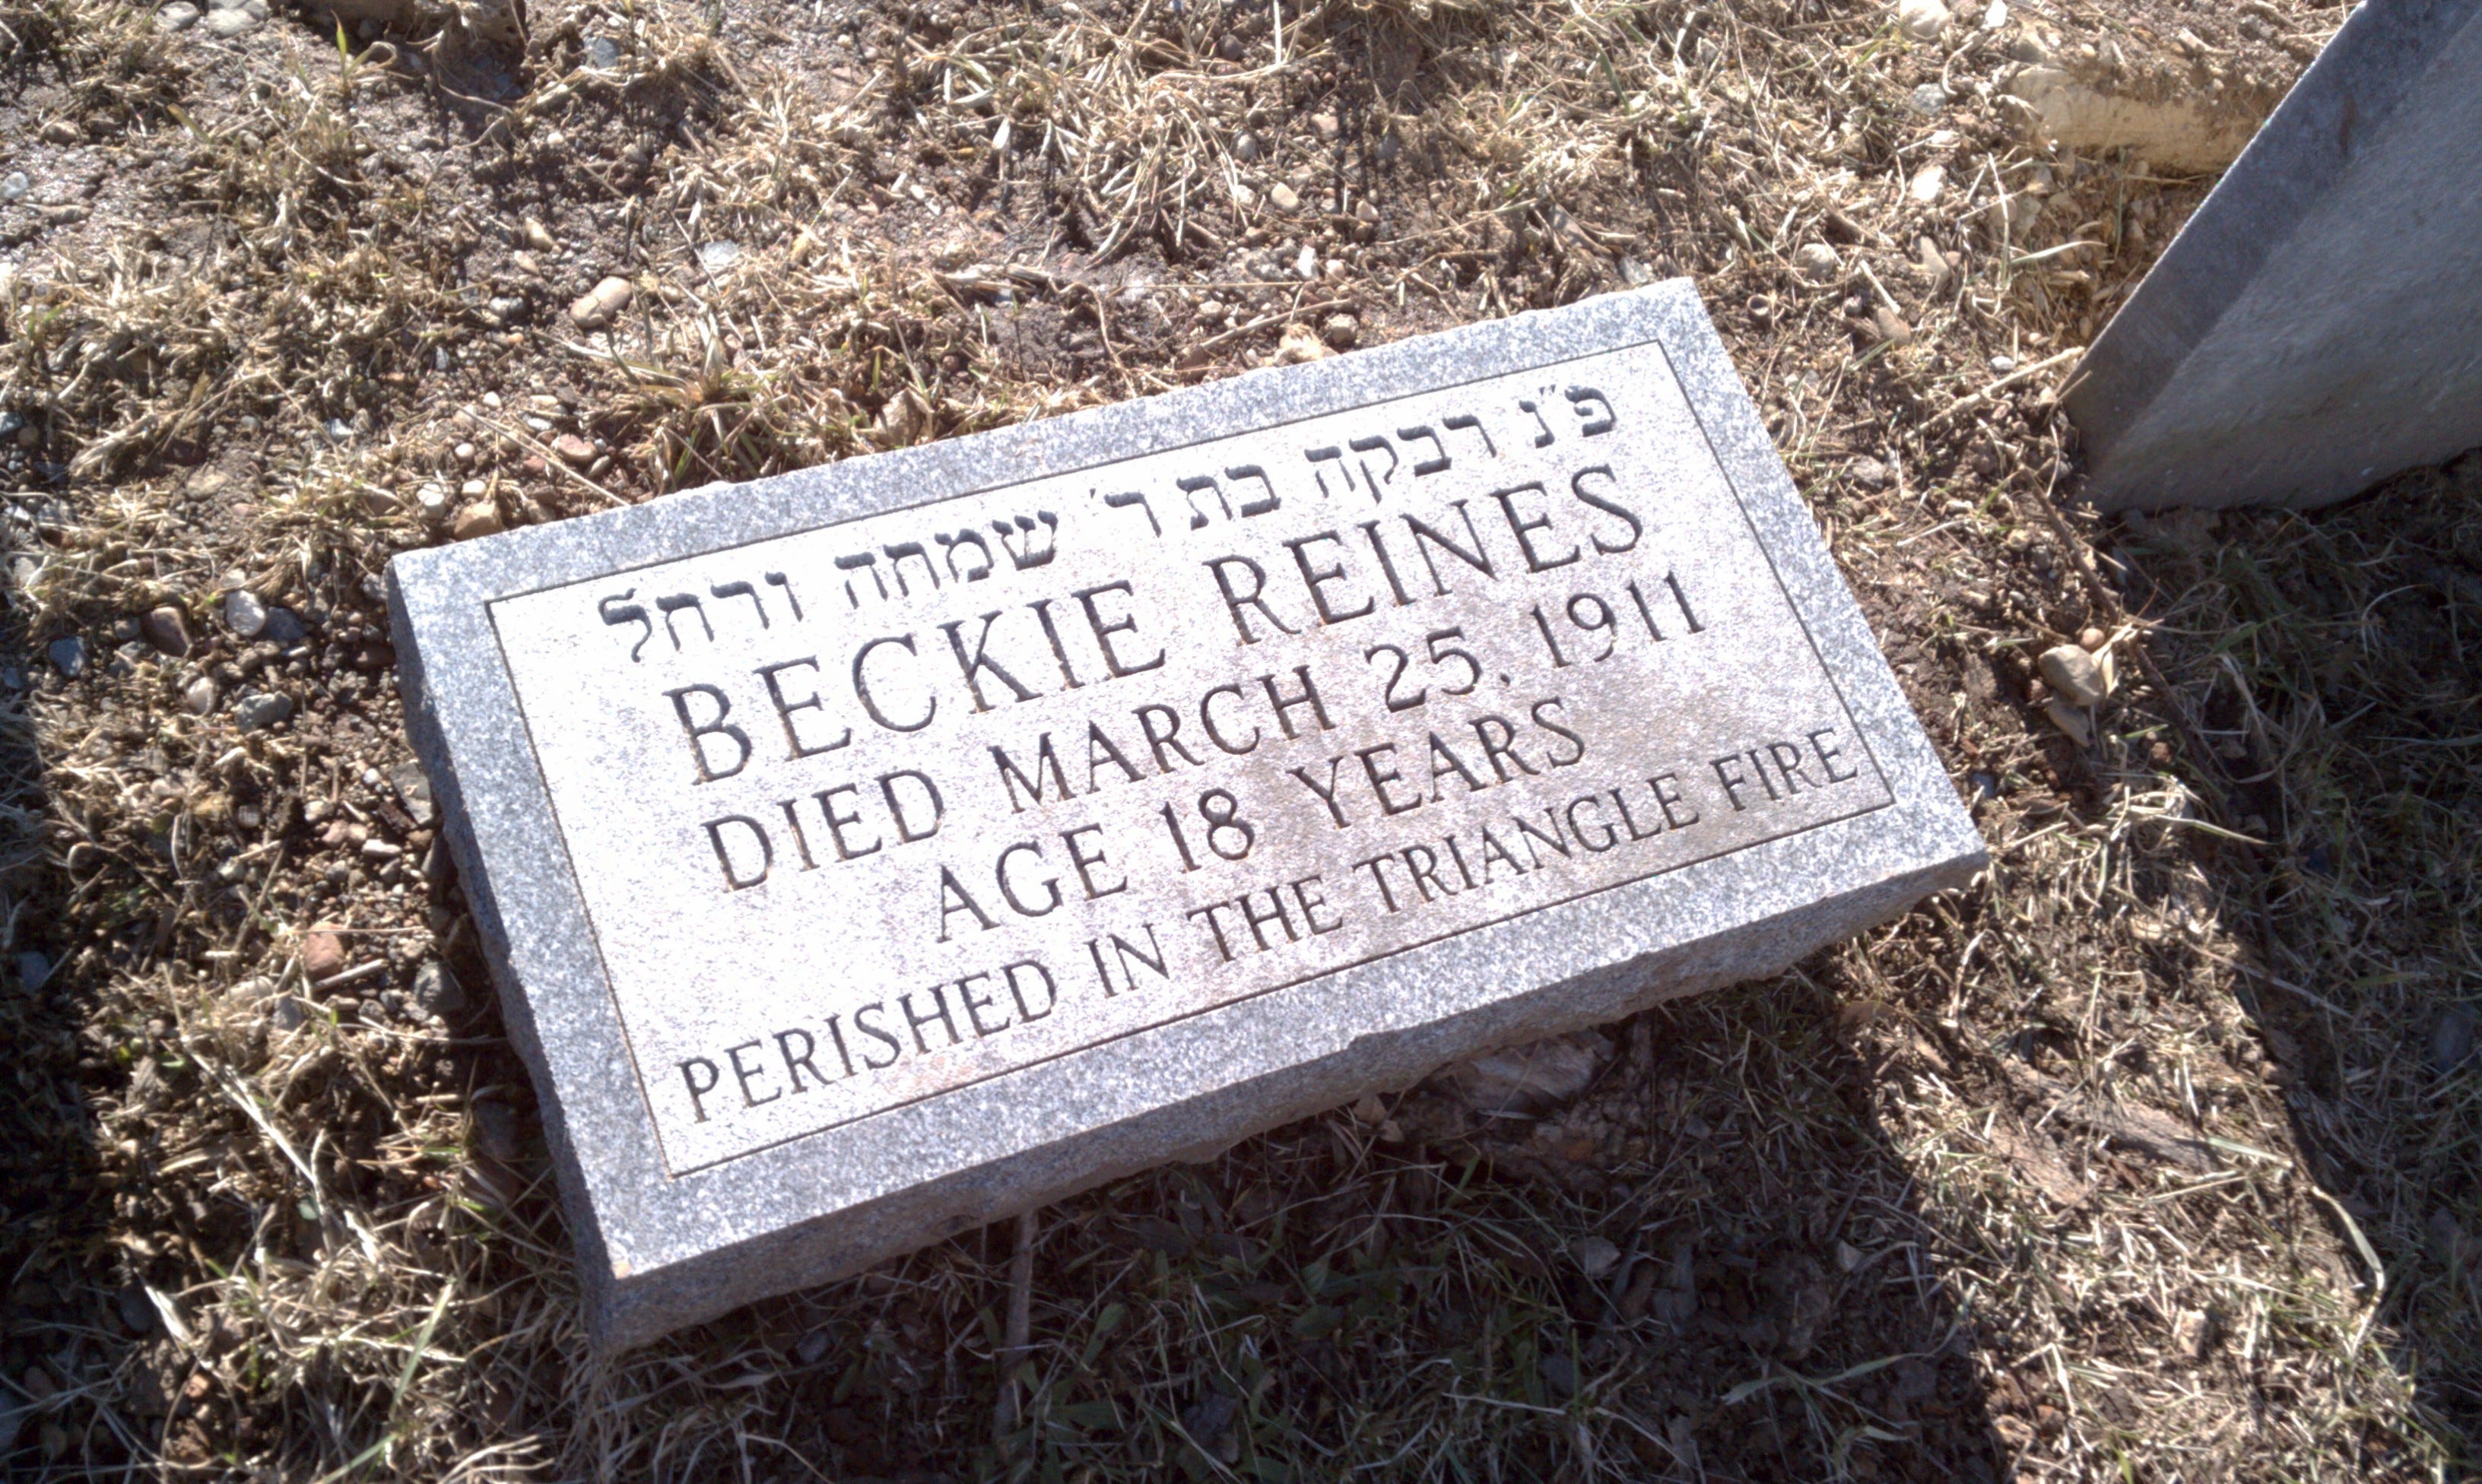 פ״נ רבקה בת ר׳ שמחה ורחל
BECKIE REINES
DIED MARCH 25, 1911
AGE 18 YEARS
PERISHED IN THE TRIANGLE FIRE